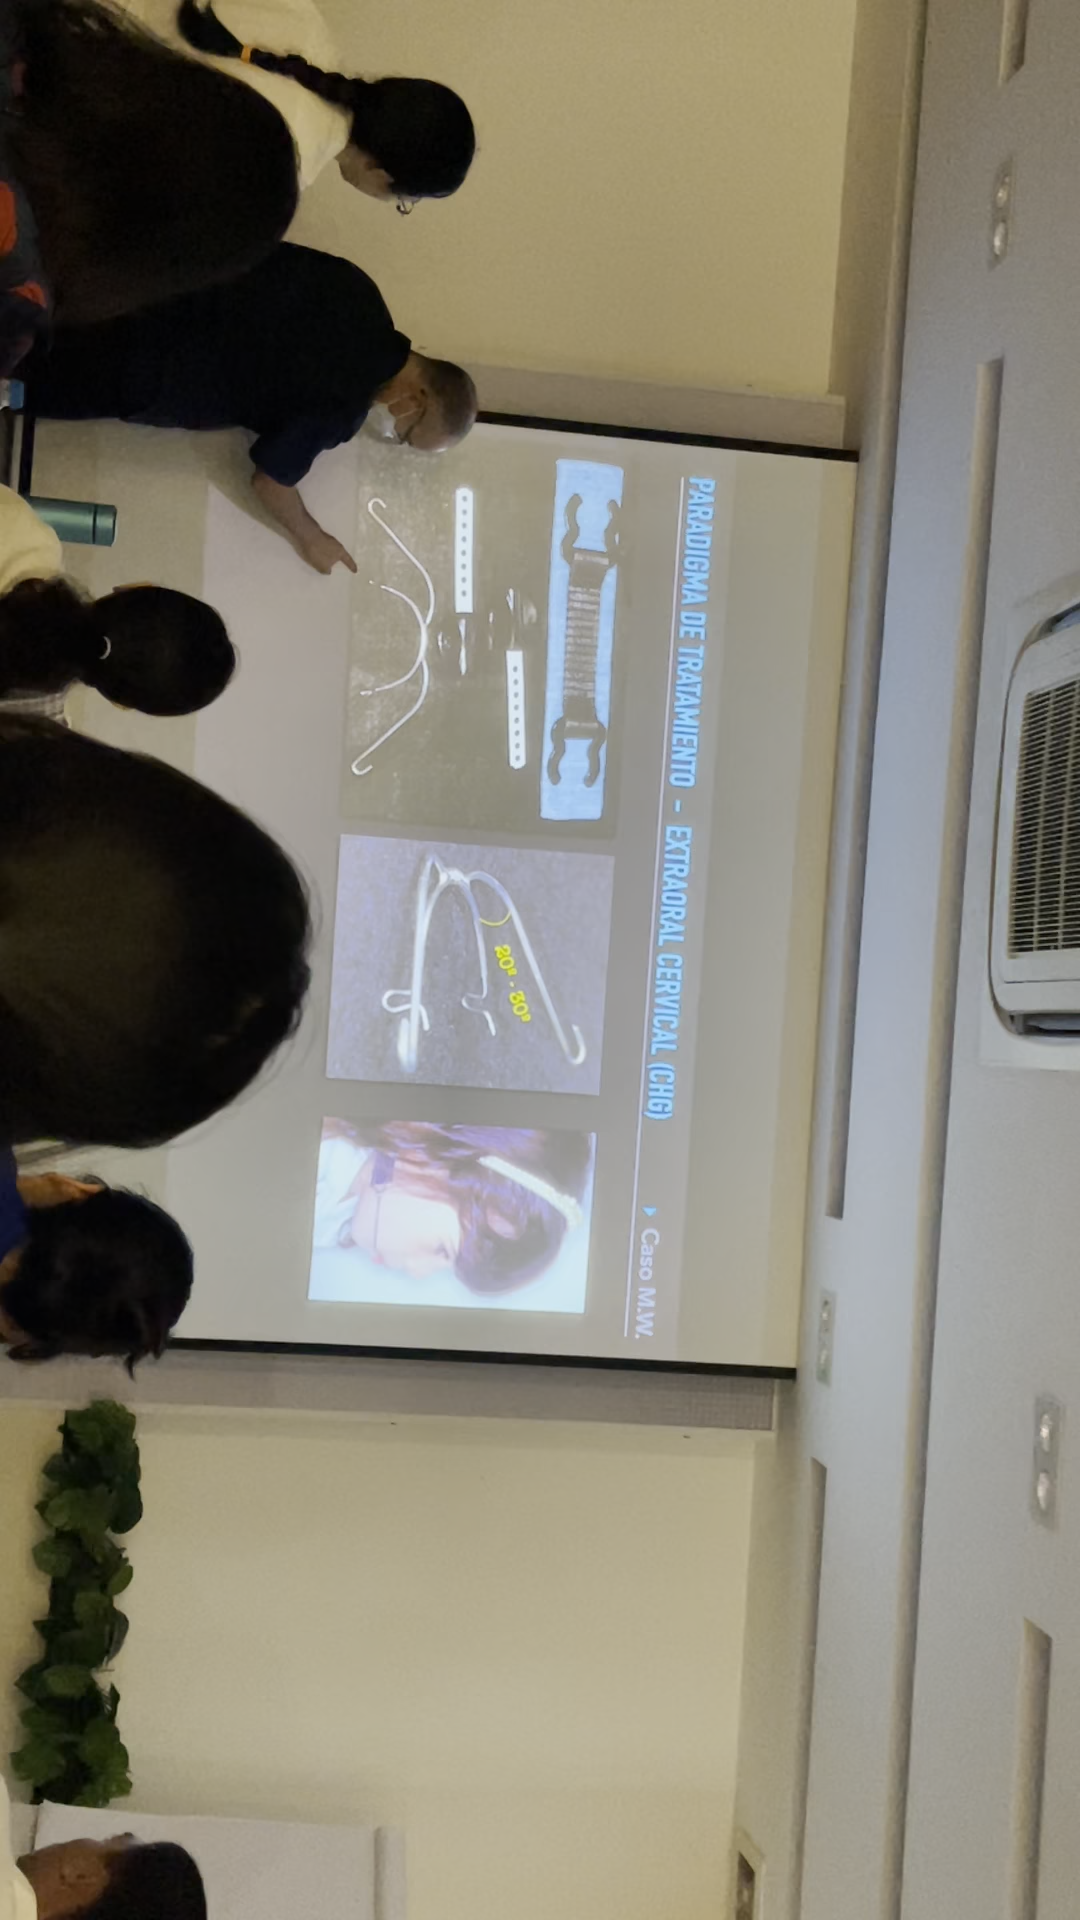 PARADIGMA DE TRATAMIENTO - EXTRAORAL CERVICAL (CHG)
Caso M.W.
20º - 30º